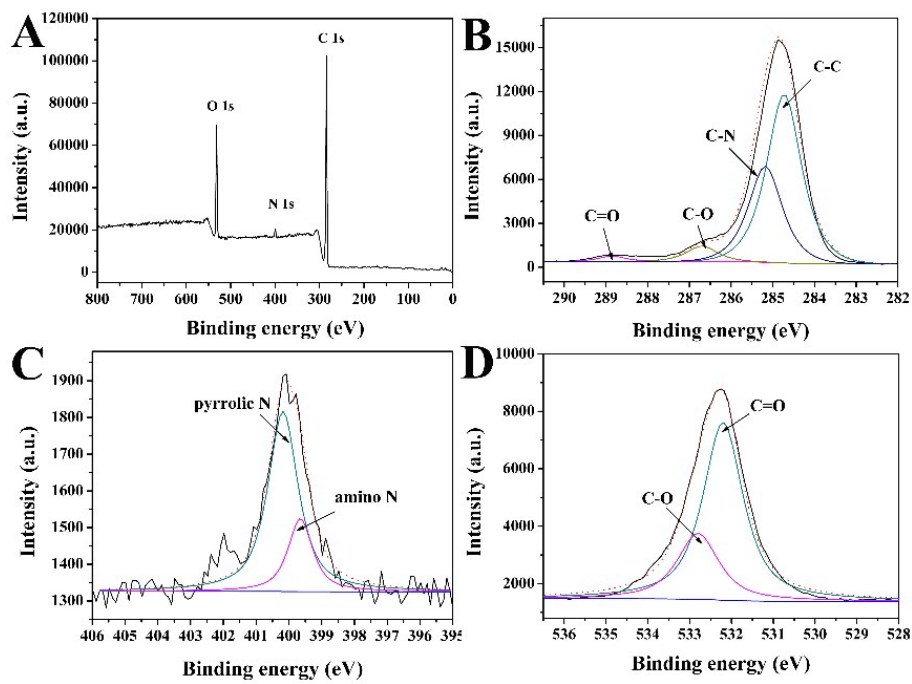 A
120000
100000
80000
60000
40000
20000
0
C 1s
O 1s
N 1s
800 700 600 500 400 300 200 100 0
Intensity (a.u.)
Binding energy (eV)
B
15000
12000
9000
6000
3000
0
C-C
C-N
C=O
C-O
290 289 288 287 286 285 284 283 282
Intensity (a.u.)
Binding energy (eV)
C
1900
1800
1700
1600
1500
1400
1300
pyrrolic N
amino N
406 405 404 403 402 401 400 399 398 397 396 395
Intensity (a.u.)
Binding energy (eV)
D
10000
8000
6000
4000
2000
C=O
C-O
536 535 534 533 532 531 530 529 528
Intensity (a.u.)
Binding energy (eV)